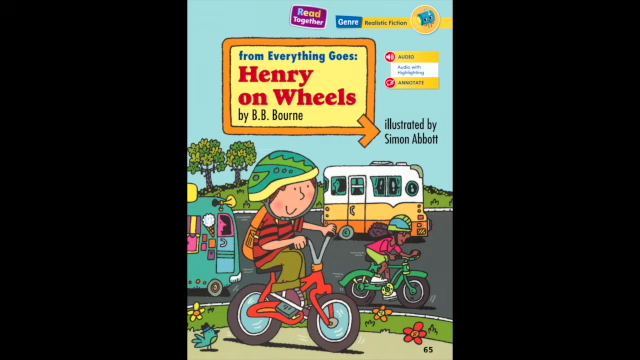 Read
Together
Genre Realistic Fiction
from Everything Goes:
Henry
on Wheels
by B.B. Bourne
AUDIO
Audio with
Highlighting
ANNOTATE
illustrated by
Simon Abbott
65